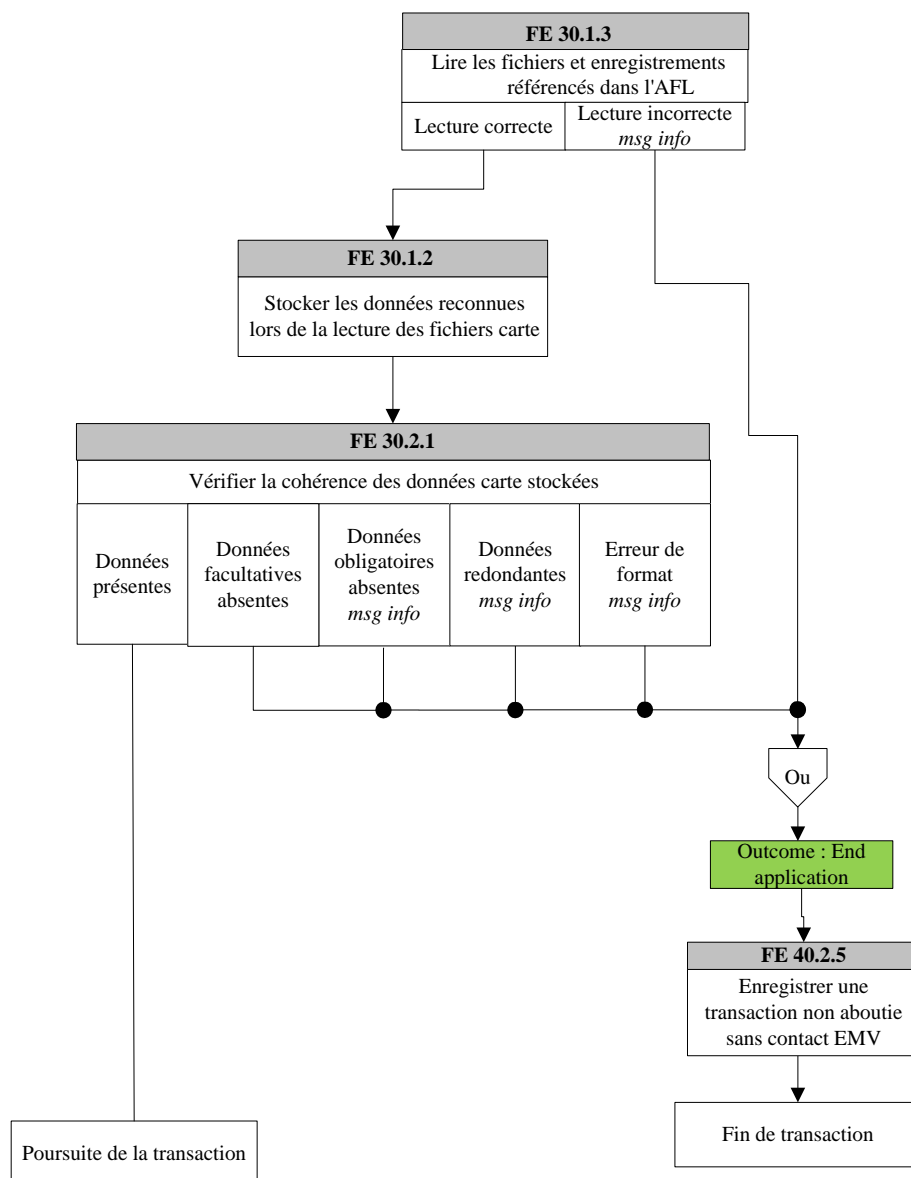 FE 30.1.3
Lire les fichiers et enregistrements
référencés dans l'AFL
Lecture correcte
Lecture incorrecte
msg info
FE 30.1.2
Stocker les données reconnues
lors de la lecture des fichiers carte
FE 30.2.1
Vérifier la cohérence des données carte stockées
Données
présentes
Données
facultatives
absentes
Données
obligatoires
absentes
msg info
Données
redondantes
msg info
Erreur de
format
msg info
Ou
Outcome : End
application
FE 40.2.5
Enregistrer une
transaction non aboutie
sans contact EMV
Fin de transaction
Poursuite de la transaction